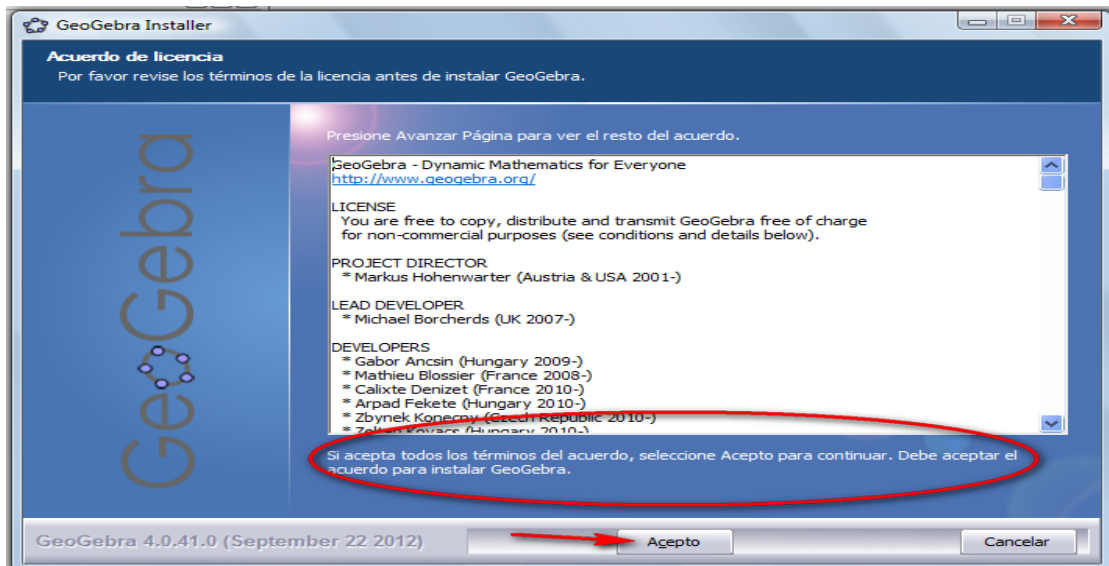 GeoGebra Installer
Acuerdo de licencia
Por favor revise los términos de la licencia antes de instalar GeoGebra.
GeoGebra
Presione Avanzar Página para ver el resto del acuerdo.
GeoGebra - Dynamic Mathematics for Everyone
http://www.geogebra.org/
LICENSE
You are free to copy, distribute and transmit GeoGebra free of charge
for non-commercial purposes (see conditions and details below).
PROJECT DIRECTOR
* Markus Hohenwarter (Austria & USA 2001-)
LEAD DEVELOPER
* Michael Borcherds (UK 2007-)
DEVELOPERS
* Gabor Ancsin (Hungary 2009-)
* Mathieu Blossier (France 2008-)
* Calixte Denizet (France 2010-)
* Arpad Fekete (Hungary 2010-)
* Zbynek Konecny (Czech Republic 2010-)
* Zoltan Kovacs (Hungary 2010-)
Si acepta todos los términos del acuerdo, seleccione Acepto para continuar. Debe aceptar el
acuerdo para instalar GeoGebra.
GeoGebra 4.0.41.0 (September 22 2012)
Acepto
Cancelar